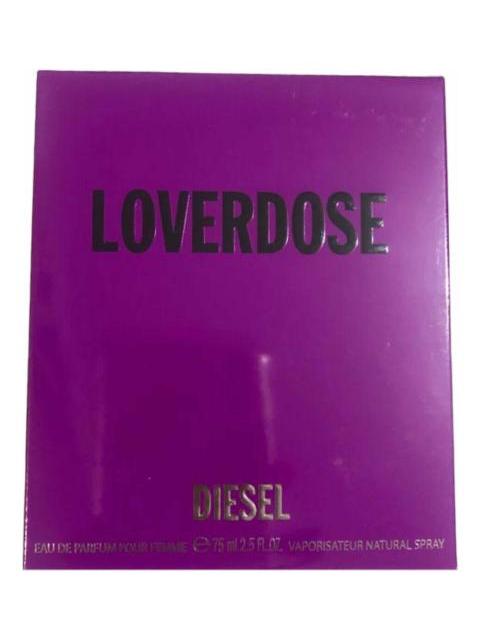 LOVERDOSE
DIESEL
EAU DE PARFUM POUR FEMME ℮ 75 ml 2.5 FL.OZ. VAPORISATEUR NATURAL SPRAY